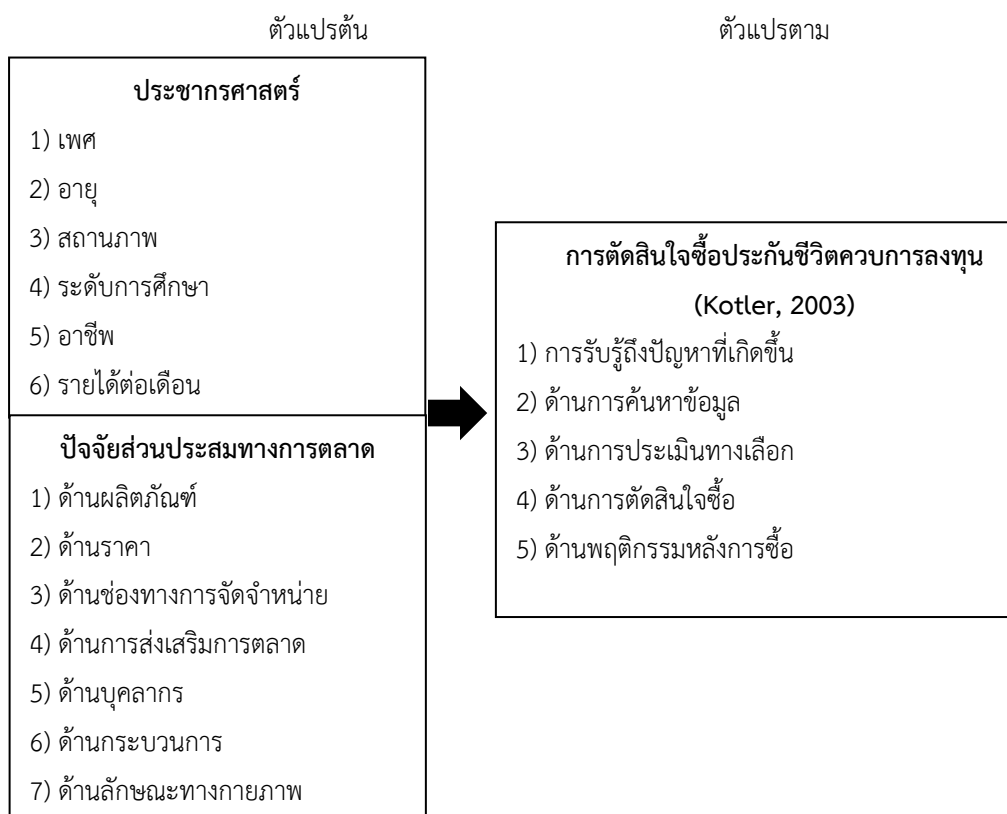 ตัวแปรต้น
ตัวแปรตาม
ประชากรศาสตร์
1) เพศ
2) อายุ
3) สถานภาพ
4) ระดับการศึกษา
5) อาชีพ
6) รายได้ต่อเดือน
ปัจจัยส่วนประสมทางการตลาด
1) ด้านผลิตภัณฑ์
2) ด้านราคา
3) ด้านช่องทางการจัดจำหน่าย
4) ด้านการส่งเสริมการตลาด
5) ด้านบุคลากร
6) ด้านกระบวนการ
7) ด้านลักษณะทางกายภาพ
การตัดสินใจซื้อประกันชีวิตควบการลงทุน
(Kotler, 2003)
1) การรับรู้ถึงปัญหาที่เกิดขึ้น
2) ด้านการค้นหาข้อมูล
3) ด้านการประเมินทางเลือก
4) ด้านการตัดสินใจซื้อ
5) ด้านพฤติกรรมหลังการซื้อ